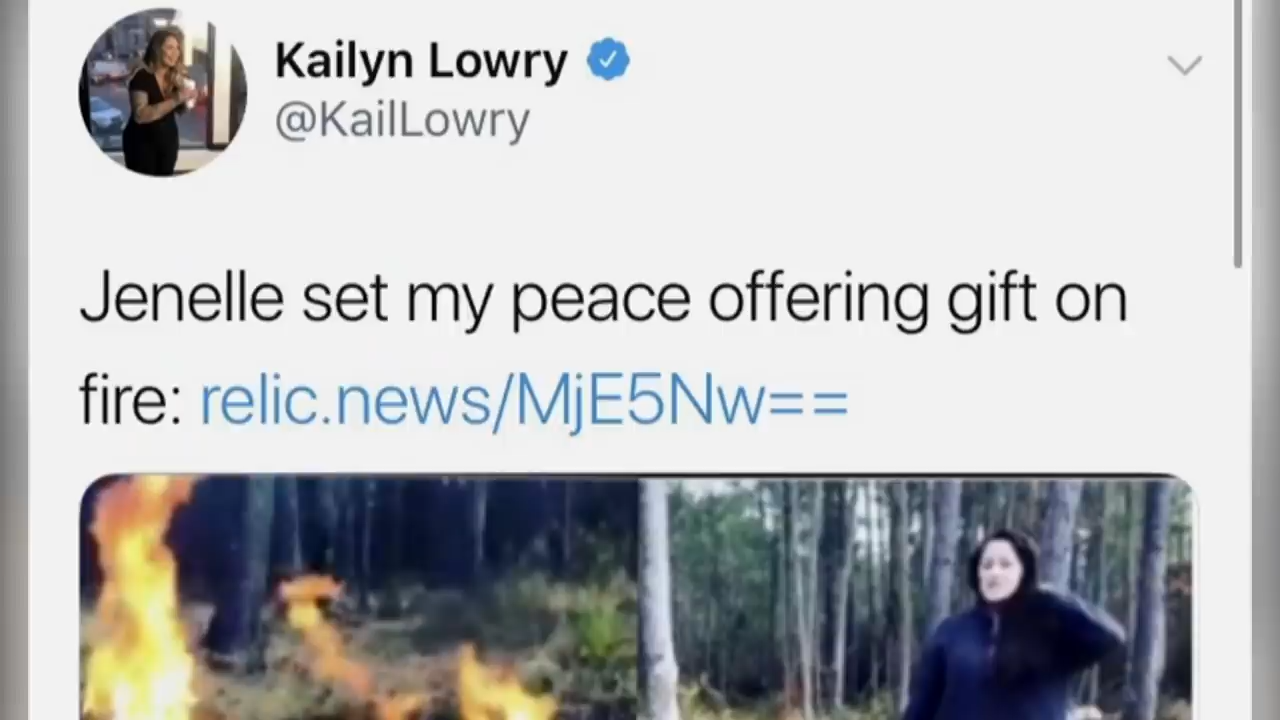 Kailyn Lowry
@KailLowry
Jenelle set my peace offering gift on
fire: relic.news/MjE5Nw==